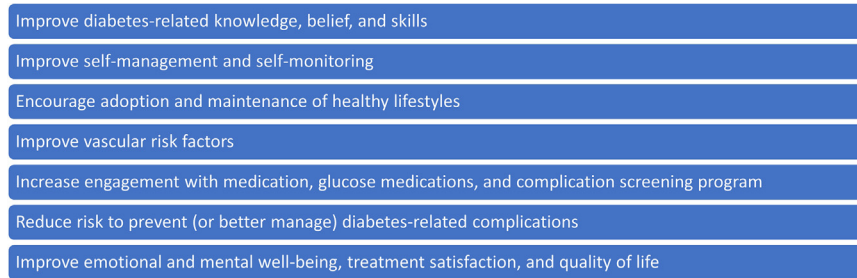 Improve diabetes-related knowledge, belief, and skills
Improve self-management and self-monitoring
Encourage adoption and maintenance of healthy lifestyles
Improve vascular risk factors
Increase engagement with medication, glucose medications, and complication screening program
Reduce risk to prevent (or better manage) diabetes-related complications
Improve emotional and mental well-being, treatment satisfaction, and quality of life